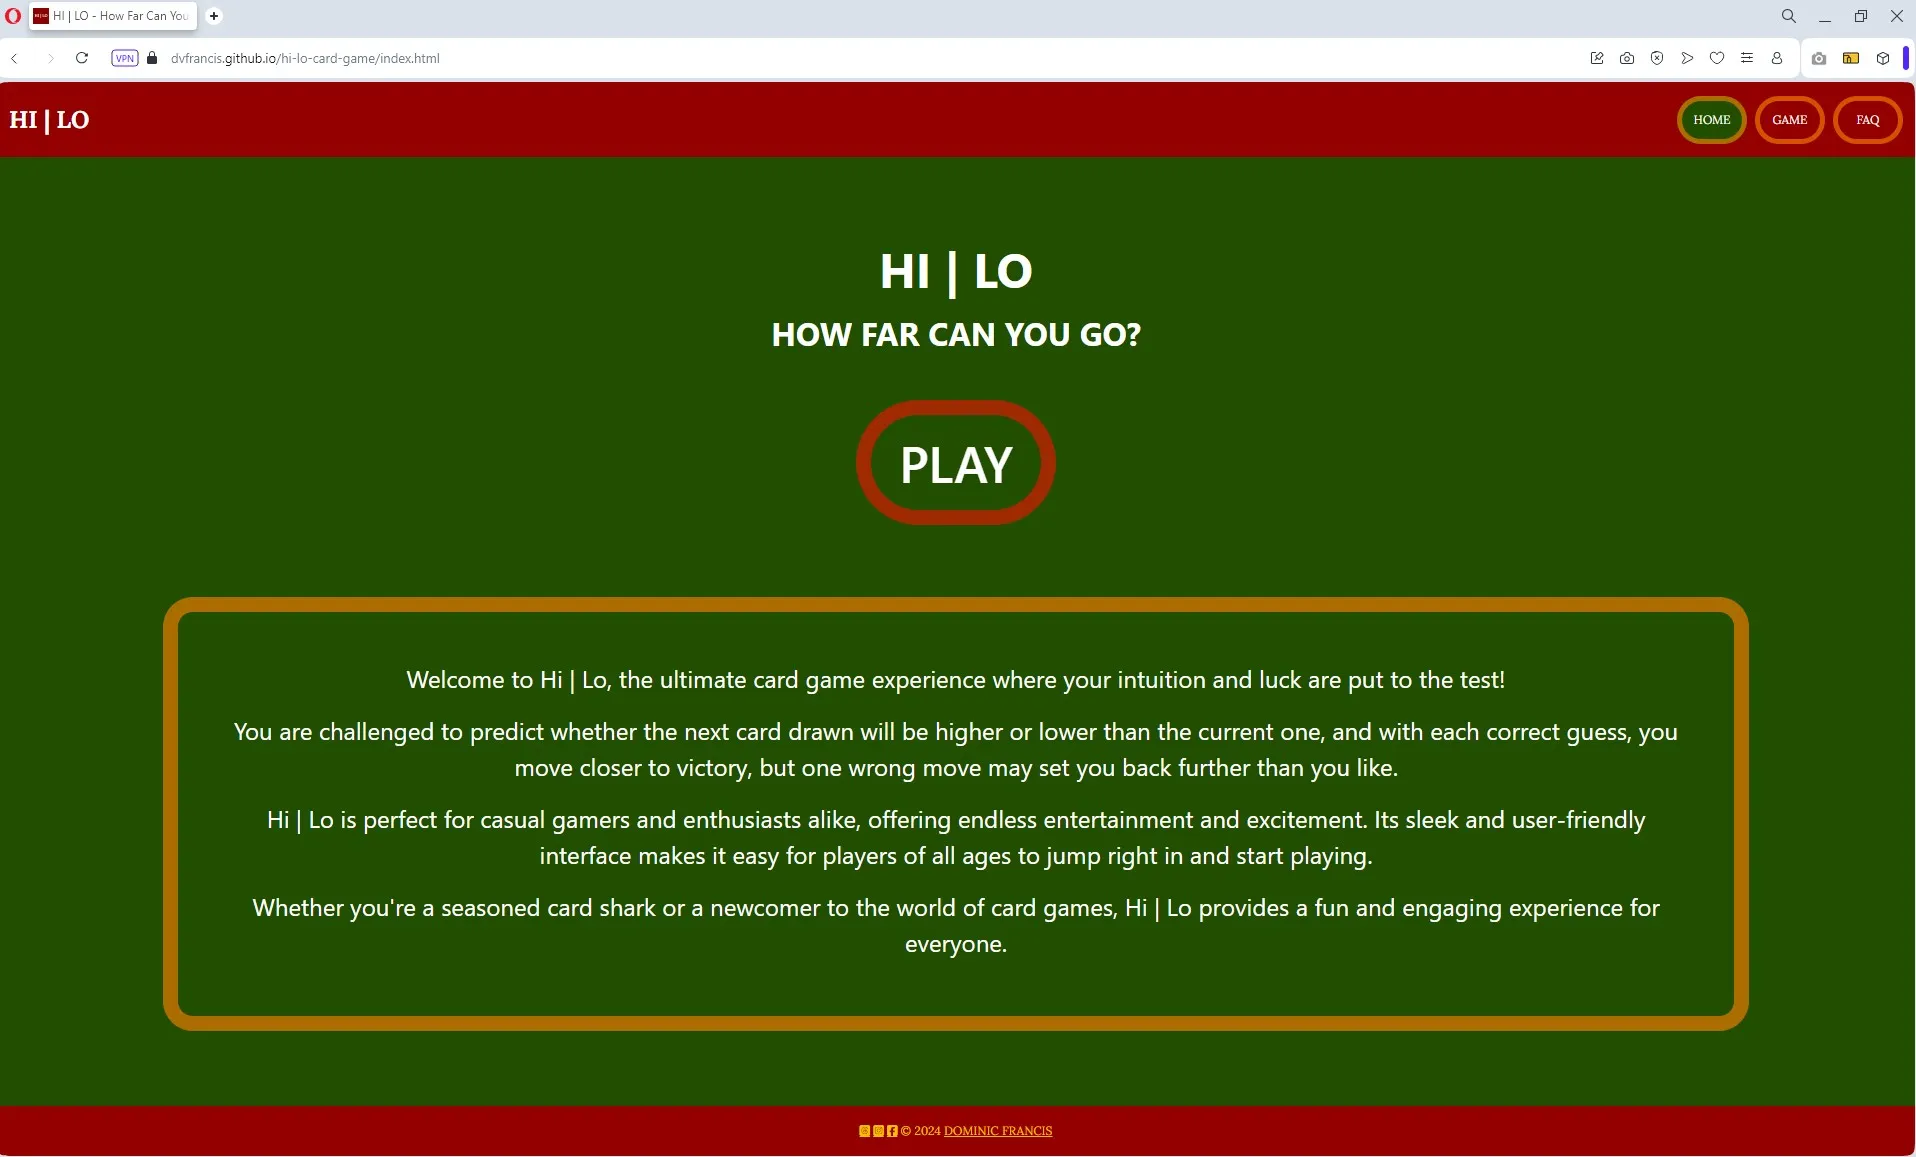 HI | LO - How Far Can You
VPN
dvfrancis.github.io/hi-lo-card-game/index.html
HI | LO
HOME
GAME
FAQ
HI | LO
HOW FAR CAN YOU GO?
PLAY
Welcome to Hi | Lo, the ultimate card game experience where your intuition and luck are put to the test!
You are challenged to predict whether the next card drawn will be higher or lower than the current one, and with each correct guess, you
move closer to victory, but one wrong move may set you back further than you like.
Hi | Lo is perfect for casual gamers and enthusiasts alike, offering endless entertainment and excitement. Its sleek and user-friendly
interface makes it easy for players of all ages to jump right in and start playing.
Whether you're a seasoned card shark or a newcomer to the world of card games, Hi | Lo provides a fun and engaging experience for
everyone.
© 2024 DOMINIC FRANCIS